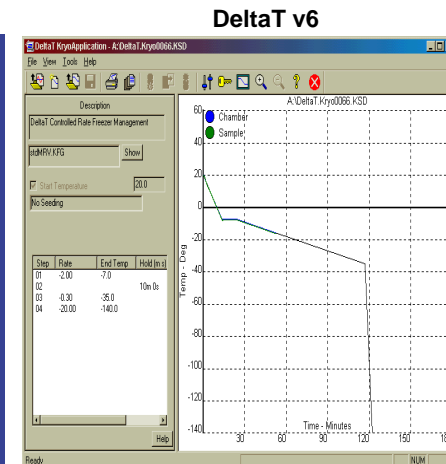 DeltaT v6
DeltaT KryoApplication - A:DeltaT.Kryo0066.KSD
File View Tools Help
Description
DeltaT Controlled Rate Freezer Management
stdMRV.KFG
Show
Start Temperature 20.0
No Seeding
Step Rate End Temp Hold (m s)
01 -2.00 -7.0
02 10m 0s
03 -0.30 -35.0
04 -20.00 -140.0
Help
Ready
NUM
A:\DeltaT.Kryo0066.KSD
Chamber
Sample
60
40
20
0
-20
-40
-60
-80
-100
-120
-140
Temp - Deg
Time - Minutes
30 60 90 120 150 18